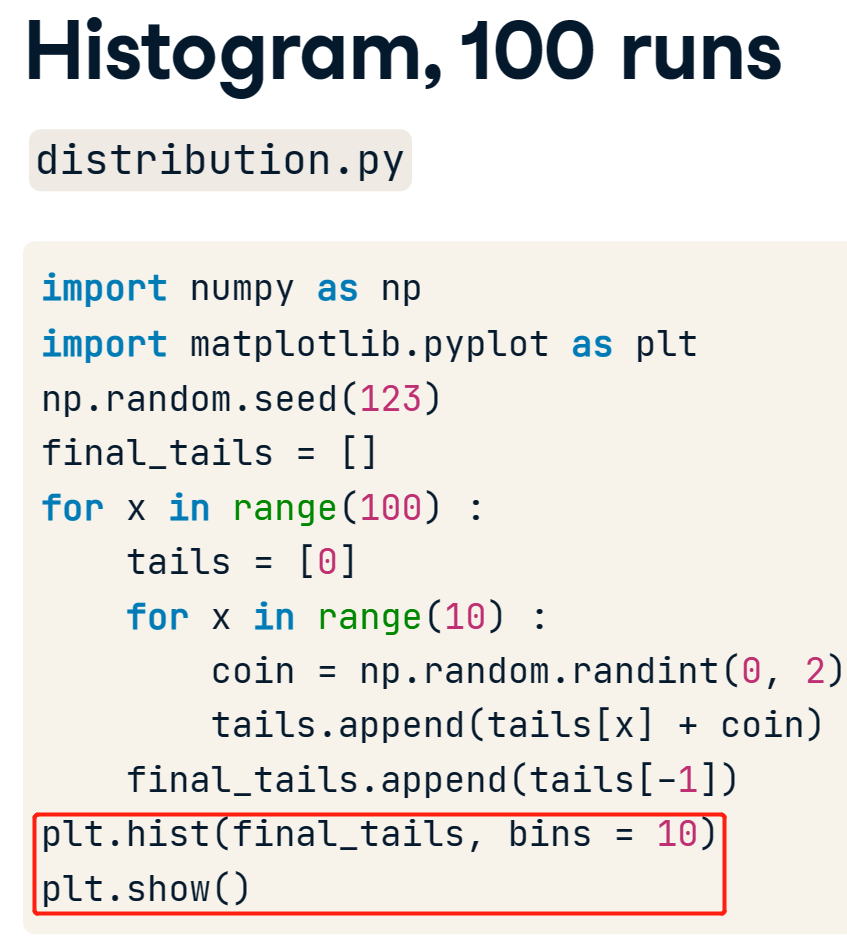 Histogram, 100 runs
distribution.py
import numpy as np
import matplotlib.pyplot as plt
np.random.seed(123)
final_tails = []
for x in range(100) :
    tails = [0]
    for x in range(10) :
        coin = np.random.randint(0, 2)
        tails.append(tails[x] + coin)
    final_tails.append(tails[-1])
plt.hist(final_tails, bins = 10)
plt.show()